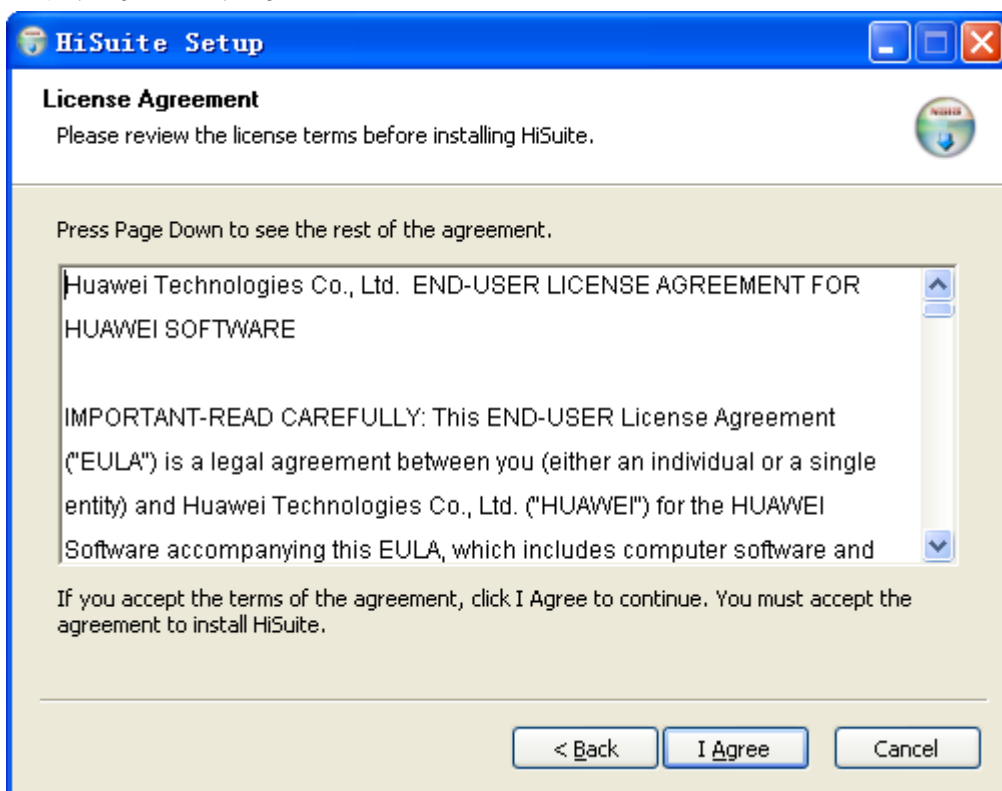 HiSuite Setup
License Agreement
Please review the license terms before installing HiSuite.
Press Page Down to see the rest of the agreement.
Huawei Technologies Co., Ltd.  END-USER LICENSE AGREEMENT FOR
HUAWEI SOFTWARE
IMPORTANT-READ CAREFULLY: This END-USER License Agreement
("EULA") is a legal agreement between you (either an individual or a single
entity) and Huawei Technologies Co., Ltd. ("HUAWEI") for the HUAWEI
Software accompanying this EULA, which includes computer software and
If you accept the terms of the agreement, click I Agree to continue. You must accept the
agreement to install HiSuite.
< Back
I Agree
Cancel